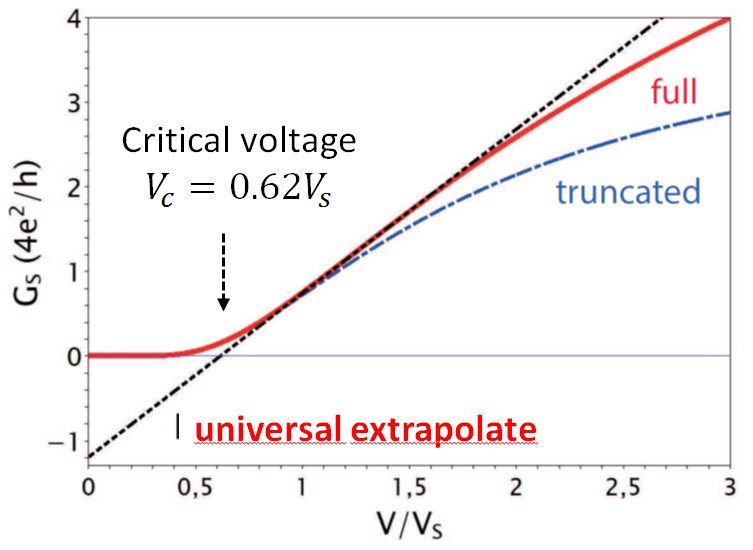 4
full
3
Critical voltage
V_c = 0.62V_s
truncated
2
G_S (4e²/h)
1
0
| universal extrapolate
−1
0 0,5 1 1,5 2 2,5 3
V/V_S